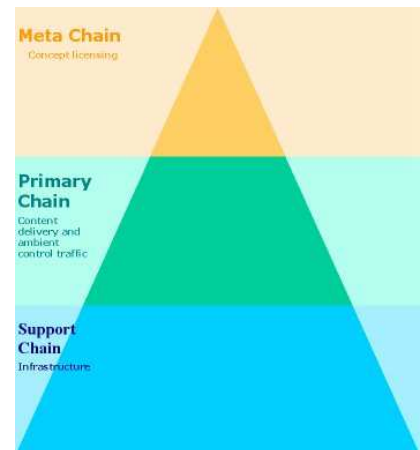 Meta Chain
Concept licensing
Primary
Chain
Content
delivery and
ambient
control traffic
Support
Chain
Infrastructure